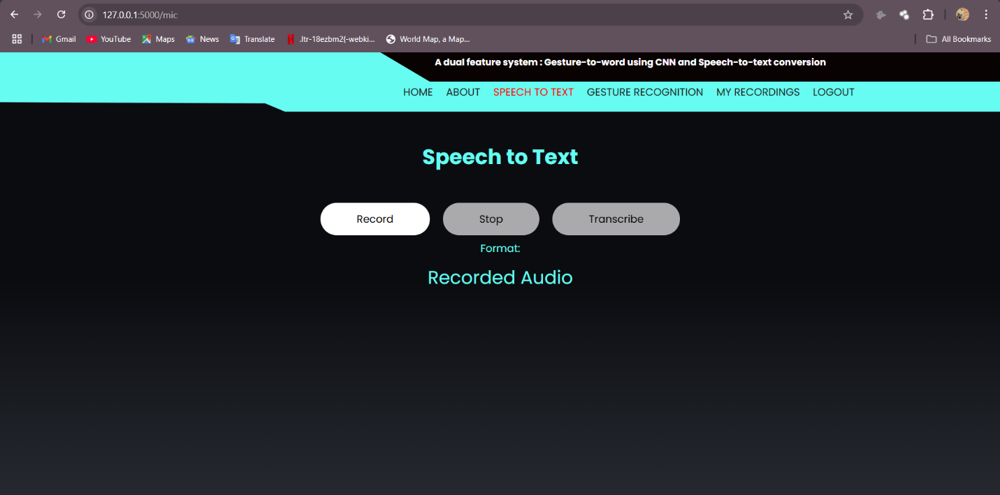 127.0.0.1:5000/mic
Gmail YouTube Maps News Translate .ltr-18ezbm2{-webki... World Map, a Map... All Bookmarks
A dual feature system : Gesture-to-word using CNN and Speech-to-text conversion
HOME ABOUT SPEECH TO TEXT GESTURE RECOGNITION MY RECORDINGS LOGOUT
Speech to Text
Record Stop Transcribe
Format:
Recorded Audio